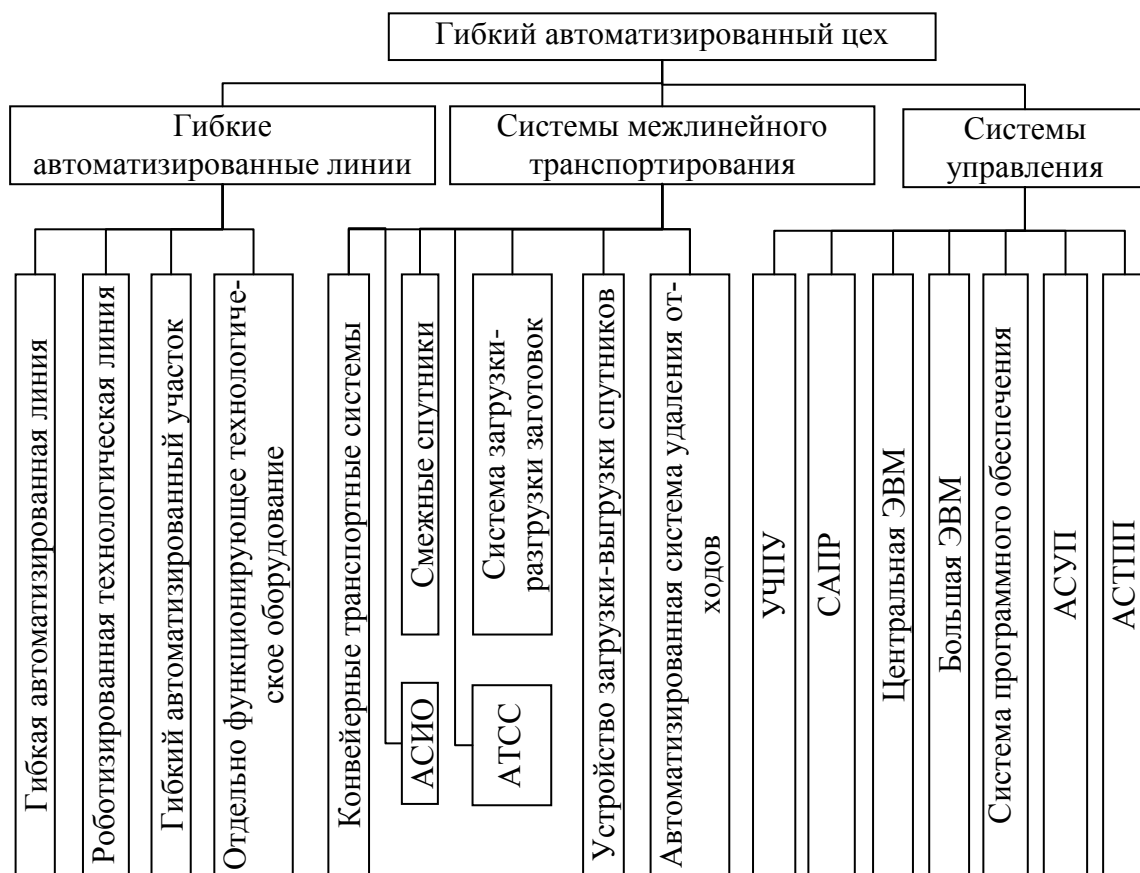 Гибкий автоматизированный цех
Гибкие
автоматизированные линии
Системы межлинейного
транспортирования
Системы
управления
Гибкая автоматизированная линия
Роботизированная технологическая линия
Гибкий автоматизированный участок
Отдельно функционирующее технологиче-
ское оборудование
Конвейерные транспортные системы
АСИО
Смежные спутники
АТСС
Система загрузки-
разгрузки заготовок
Устройство загрузки-выгрузки спутников
Автоматизированная система удаления от-
ходов
УЧПУ
САПР
Центральная ЭВМ
Большая ЭВМ
Система программного обеспечения
АСУП
АСТПП